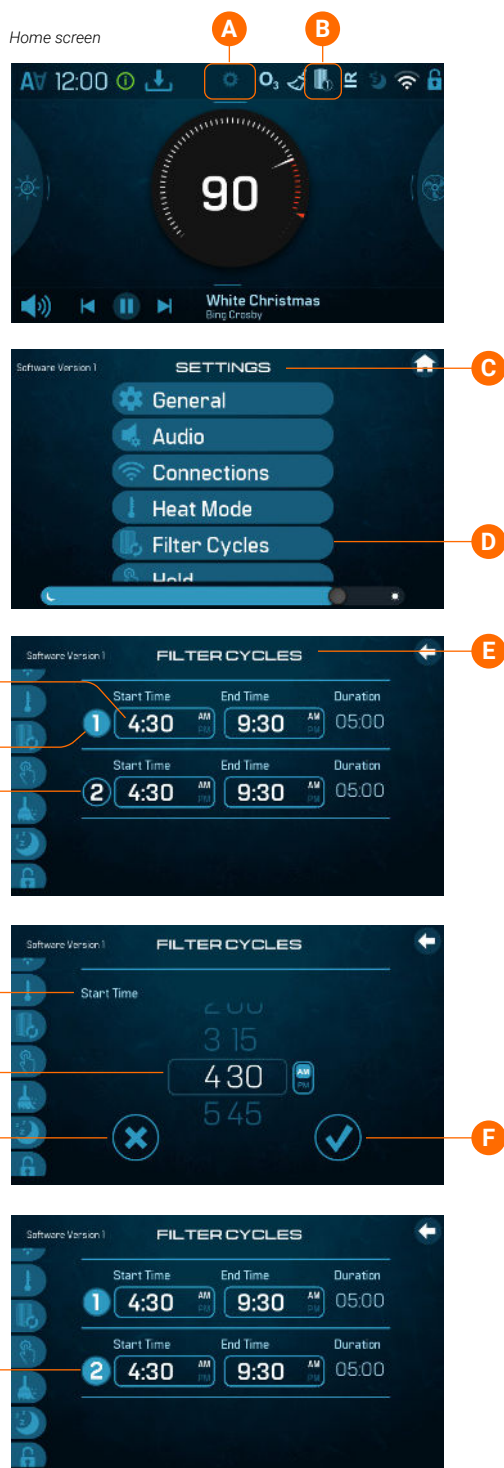 Home screen
A
B
A∀ 12:00 O₃ 1 IR
90
White Christmas
Bing Crosby
Software Version 1 SETTINGS
C
General
Audio
Connections
Heat Mode
Filter Cycles
D
Hold
Software Version 1 FILTER CYCLES
E
Start Time End Time Duration
1 4:30 AM PM 9:30 AM PM 05:00
Start Time End Time Duration
2 4:30 AM PM 9:30 AM PM 05:00
Software Version 1 FILTER CYCLES
Start Time
2 00
3 15
4 30 AM PM
5 45
F
Software Version 1 FILTER CYCLES
Start Time End Time Duration
1 4:30 AM PM 9:30 AM PM 05:00
Start Time End Time Duration
2 4:30 AM PM 9:30 AM PM 05:00